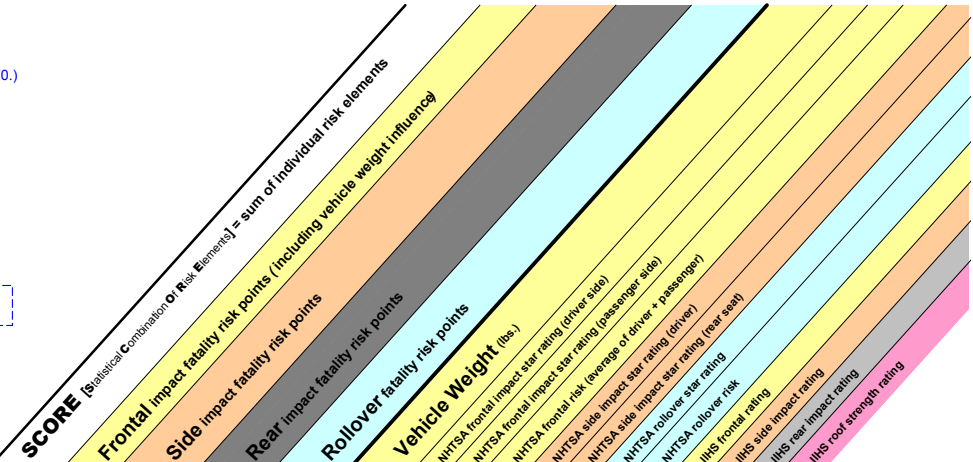 0.)
SCORE [Statistical Combination Of Risk Elements] = sum of individual risk elements
Frontal impact fatality risk points (including vehicle weight influence)
Side impact fatality risk points
Rear impact fatality risk points
Rollover fatality risk points
Vehicle Weight (lbs.)
NHTSA frontal impact star rating (driver side)
NHTSA frontal impact star rating (passenger side)
NHTSA frontal risk (average of driver + passenger)
NHTSA side impact star rating (driver)
NHTSA side impact star rating (rear seat)
NHTSA rollover star rating
NHTSA rollover risk
IIHS frontal rating
IIHS side impact rating
IIHS rear impact rating
IIHS roof strength rating